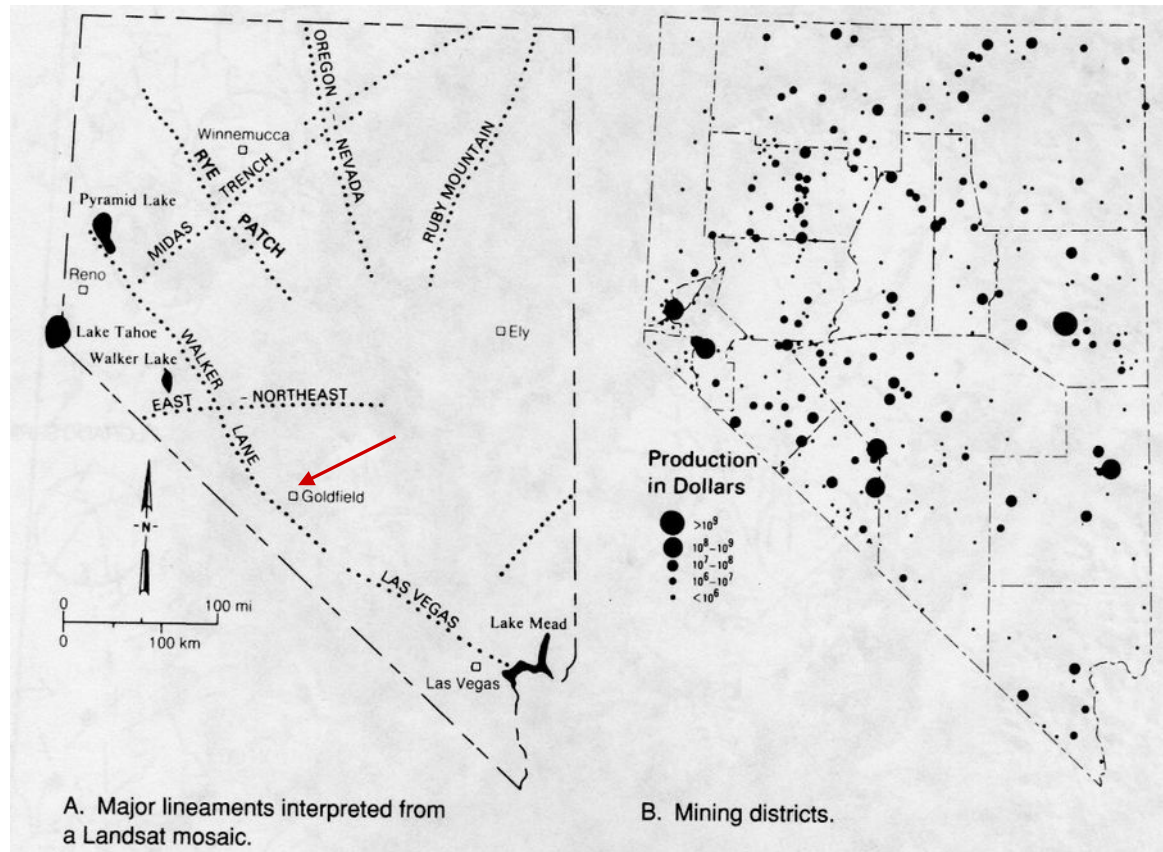 OREGON
NEVADA
Winnemucca
RYE
PATCH
MIDAS
TRENCH
RUBY MOUNTAIN
Pyramid Lake
Reno
Lake Tahoe
Walker Lake
WALKER
LANE
Ely
EAST
- NORTHEAST
Goldfield
-N-
0
100 mi
0
100 km
LAS VEGAS
Lake Mead
Las Vegas
A. Major lineaments interpreted from
a Landsat mosaic.
Production
in Dollars
>10⁹
10⁸–10⁹
10⁷–10⁸
10⁶–10⁷
<10⁶
B. Mining districts.